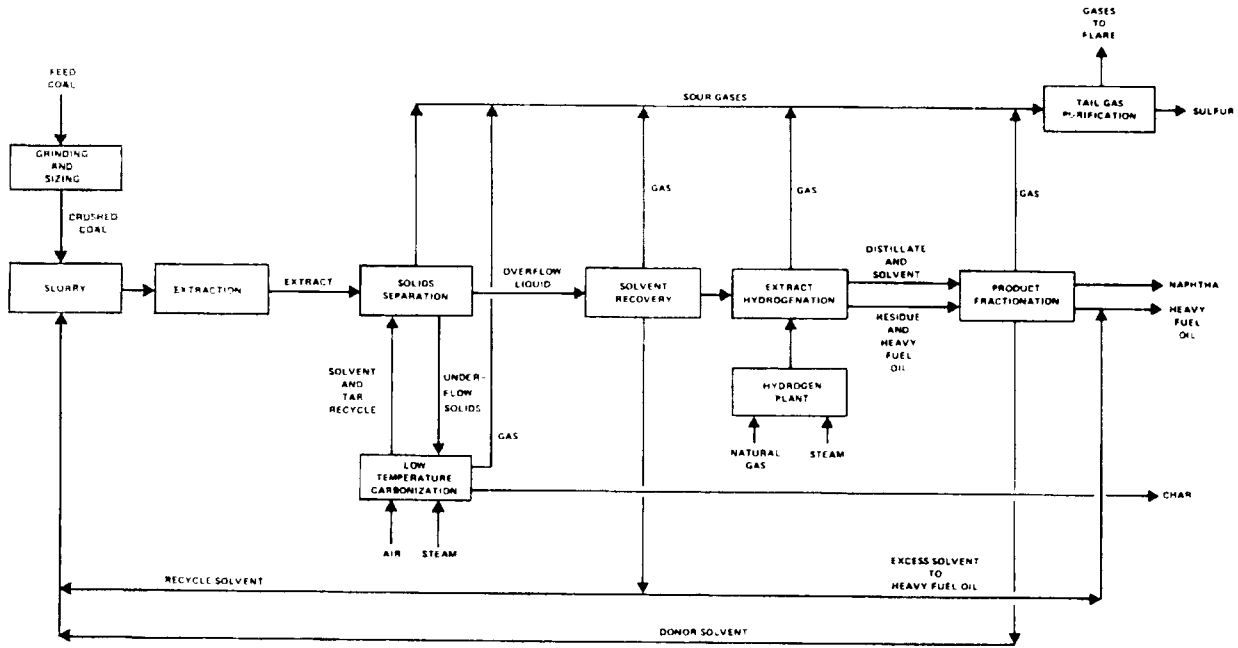 GASES
TO
FLARE
FEED
COAL
SOUR GASES
TAIL GAS
PURIFICATION
SULFUR
GRINDING
AND
SIZING
GAS
GAS
GAS
CRUSHED
COAL
DISTILLATE
AND
SOLVENT
SLURRY
EXTRACTION
EXTRACT
SOLIDS
SEPARATION
OVERFLOW
LIQUID
SOLVENT
RECOVERY
EXTRACT
HYDROGENATION
PRODUCT
FRACTIONATION
NAPHTHA
HEAVY
FUEL
OIL
RESIDUE
AND
HEAVY
FUEL
OIL
SOLVENT
AND
TAR
RECYCLE
UNDER-
FLOW
SOLIDS
GAS
HYDROGEN
PLANT
NATURAL
GAS
STEAM
LOW
TEMPERATURE
CARBONIZATION
CHAR
AIR
STEAM
RECYCLE SOLVENT
EXCESS SOLVENT
TO
HEAVY FUEL OIL
DONOR SOLVENT